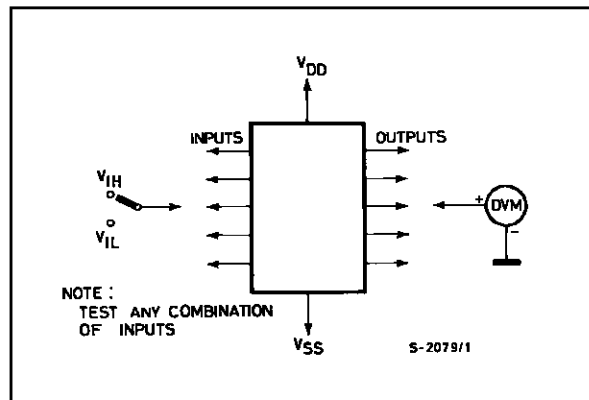 VDD
INPUTS
OUTPUTS
VIH
+
DVM
VIL
-
NOTE :
TEST ANY COMBINATION
OF INPUTS
VSS
S-2079/1